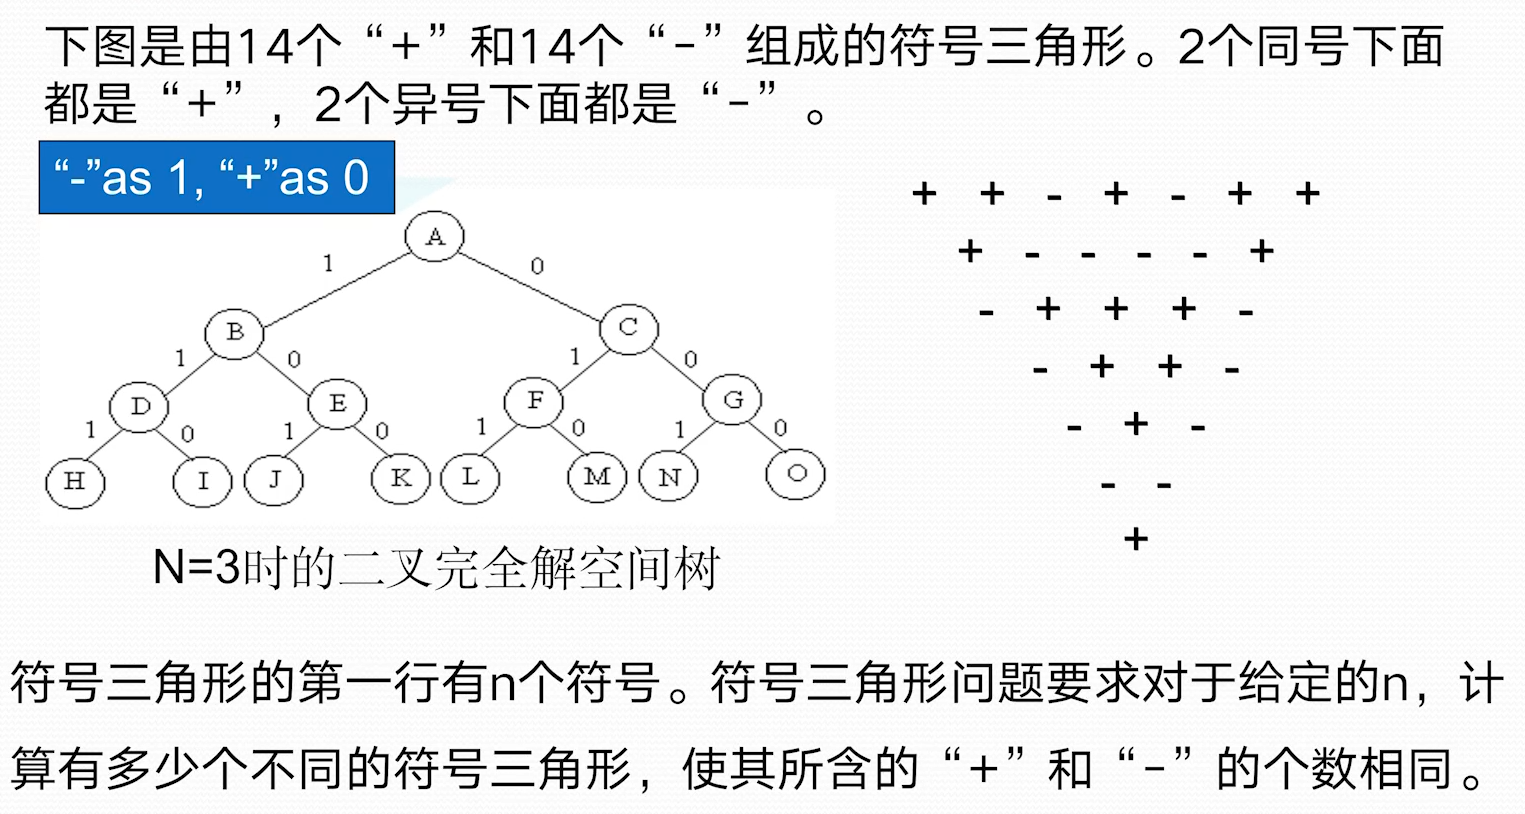 下图是由14个“+”和14个“-”组成的符号三角形。2个同号下面
都是“+”，2个异号下面都是“-”。
“-”as 1, “+”as 0
+ + - + - + +
+ - - - - +
- + + + -
- + + -
- + -
- -
+
A
1 0
B C
1 0 1 0
D E F G
1 0 1 0 1 0 1 0
H I J K L M N O
N=3时的二叉完全解空间树
符号三角形的第一行有n个符号。符号三角形问题要求对于给定的n，计
算有多少个不同的符号三角形，使其所含的“+”和“-”的个数相同。